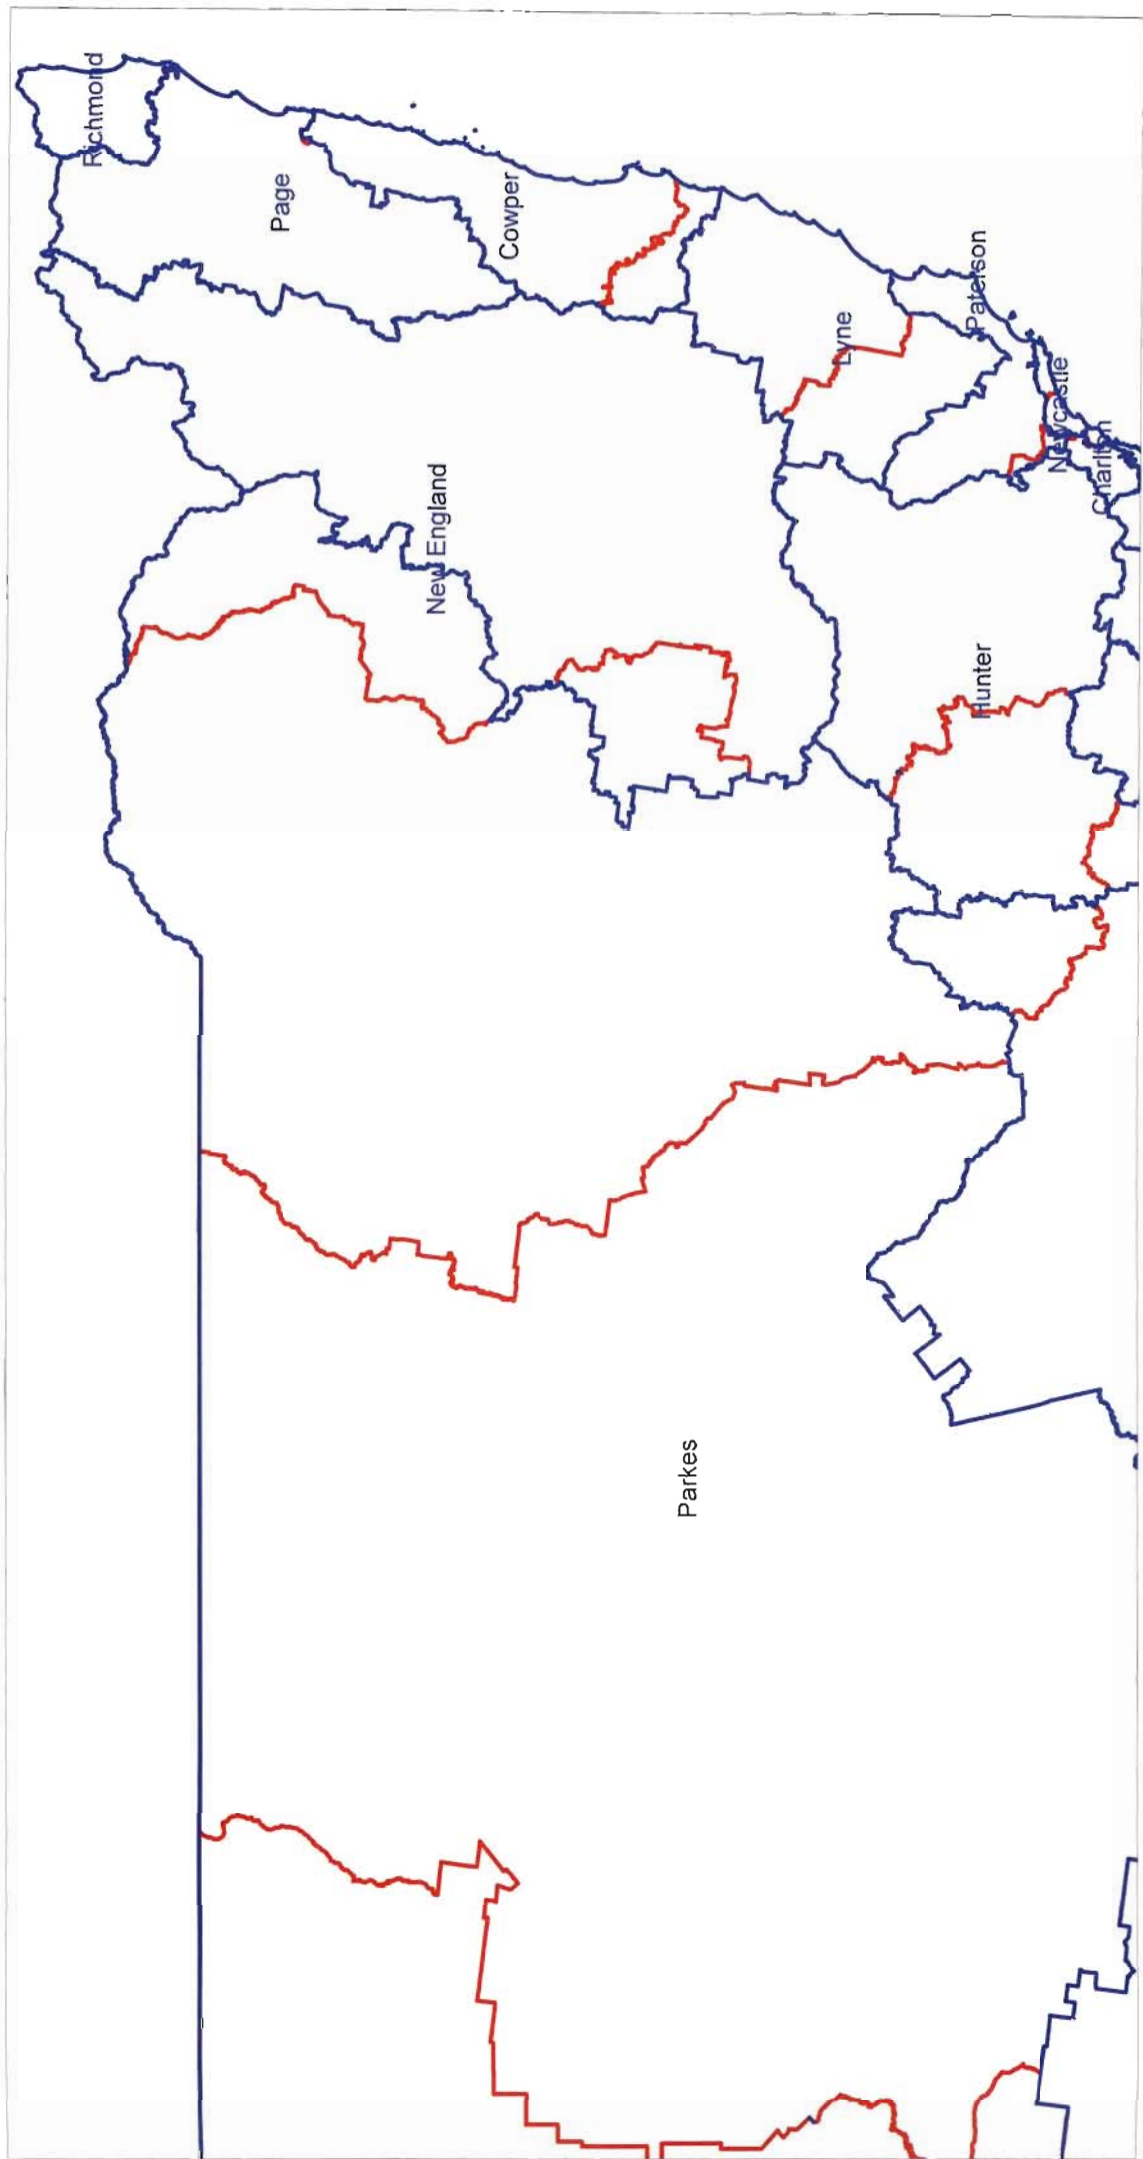 Richmond
Page
Cowper
Lyne
Paterson
Newcastle
Charlton
New England
Hunter
Parkes